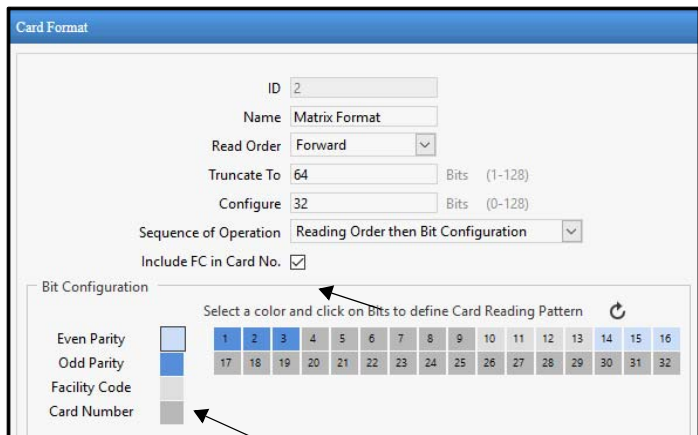 Card Format
ID 2
Name Matrix Format
Read Order Forward
Truncate To 64 Bits (1-128)
Configure 32 Bits (0-128)
Sequence of Operation Reading Order then Bit Configuration
Include FC in Card No.
Bit Configuration
Select a color and click on Bits to define Card Reading Pattern
Even Parity 1 2 3 4 5 6 7 8 9 10 11 12 13 14 15 16
Odd Parity 17 18 19 20 21 22 23 24 25 26 27 28 29 30 31 32
Facility Code
Card Number